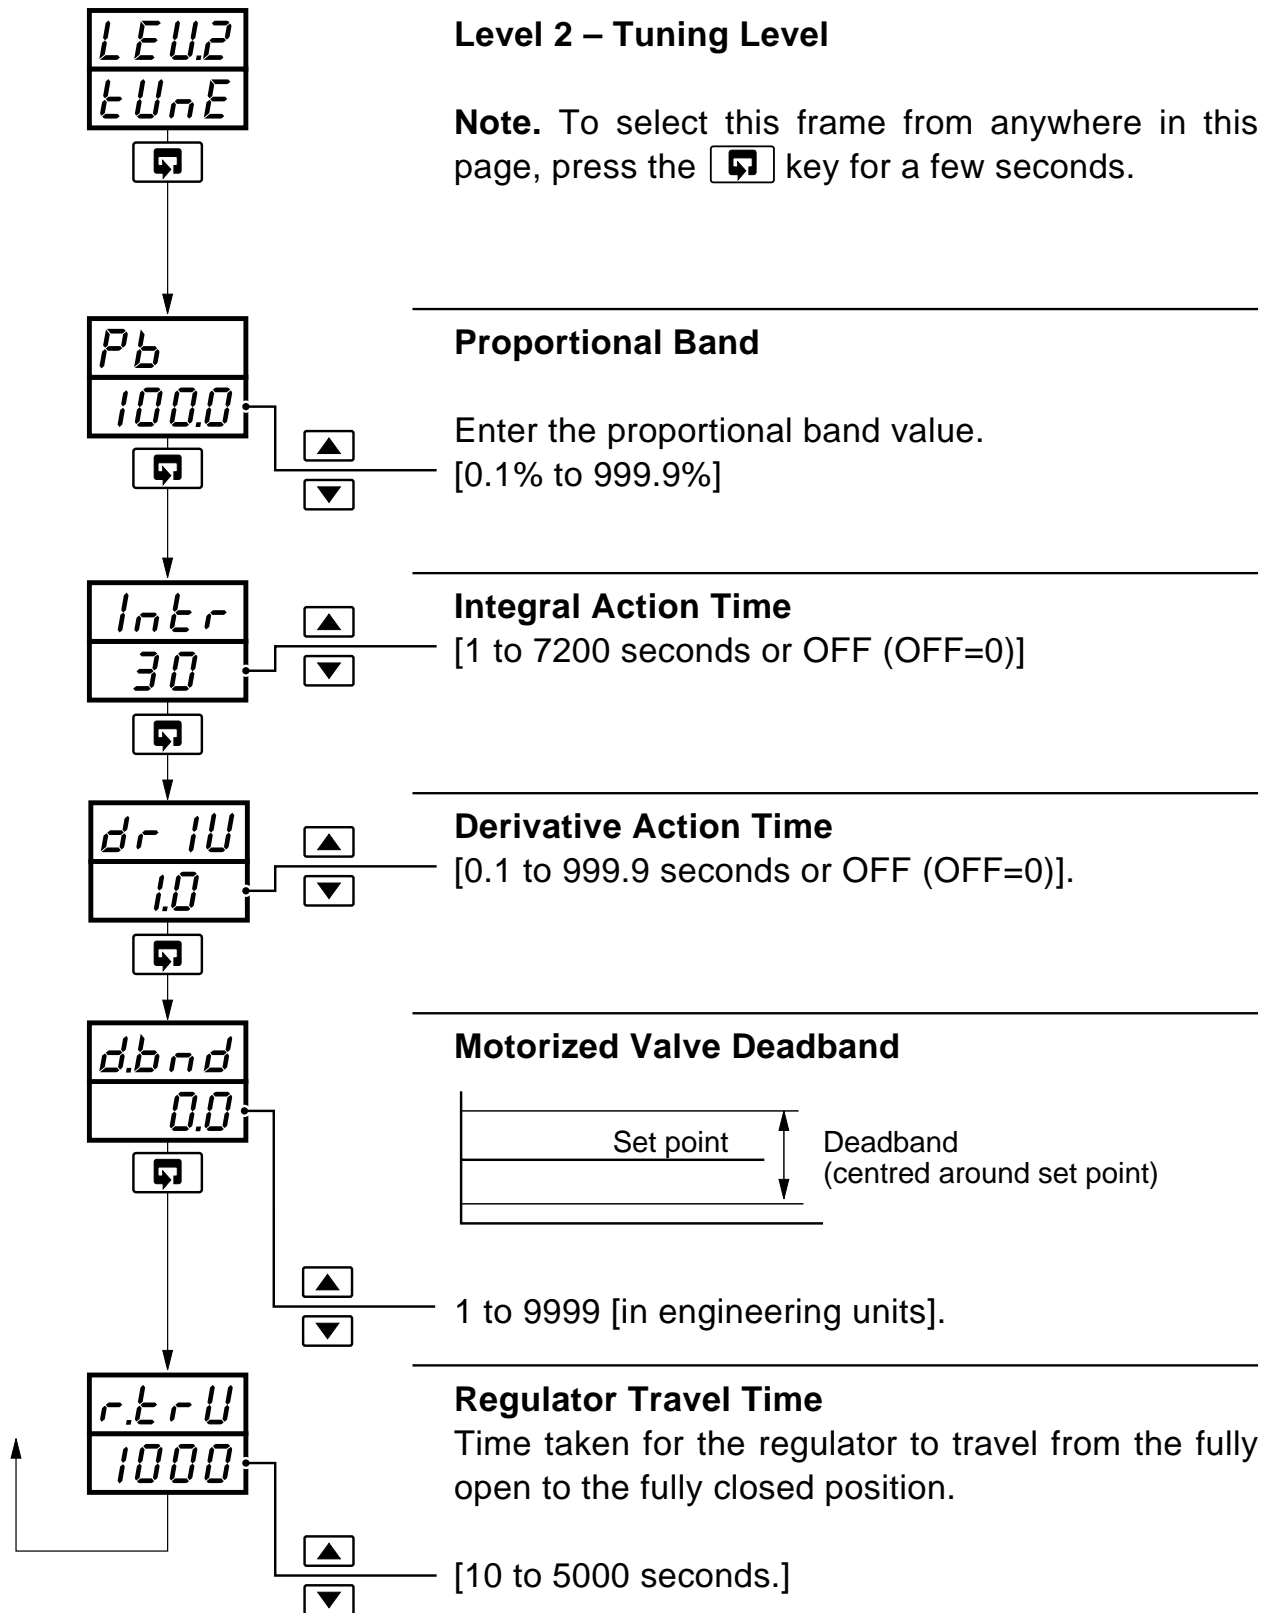 LEV.2
tUnE
Level 2 – Tuning Level
Note. To select this frame from anywhere in this
page, press the key for a few seconds.
Pb
100.0
Proportional Band
Enter the proportional band value.
[0.1% to 999.9%]
Intr
30
Integral Action Time
[1 to 7200 seconds or OFF (OFF=0)]
drIV
1.0
Derivative Action Time
[0.1 to 999.9 seconds or OFF (OFF=0)].
d.bnd
0.0
Motorized Valve Deadband
Set point
Deadband
(centred around set point)
1 to 9999 [in engineering units].
r.trV
1000
Regulator Travel Time
Time taken for the regulator to travel from the fully
open to the fully closed position.
[10 to 5000 seconds.]